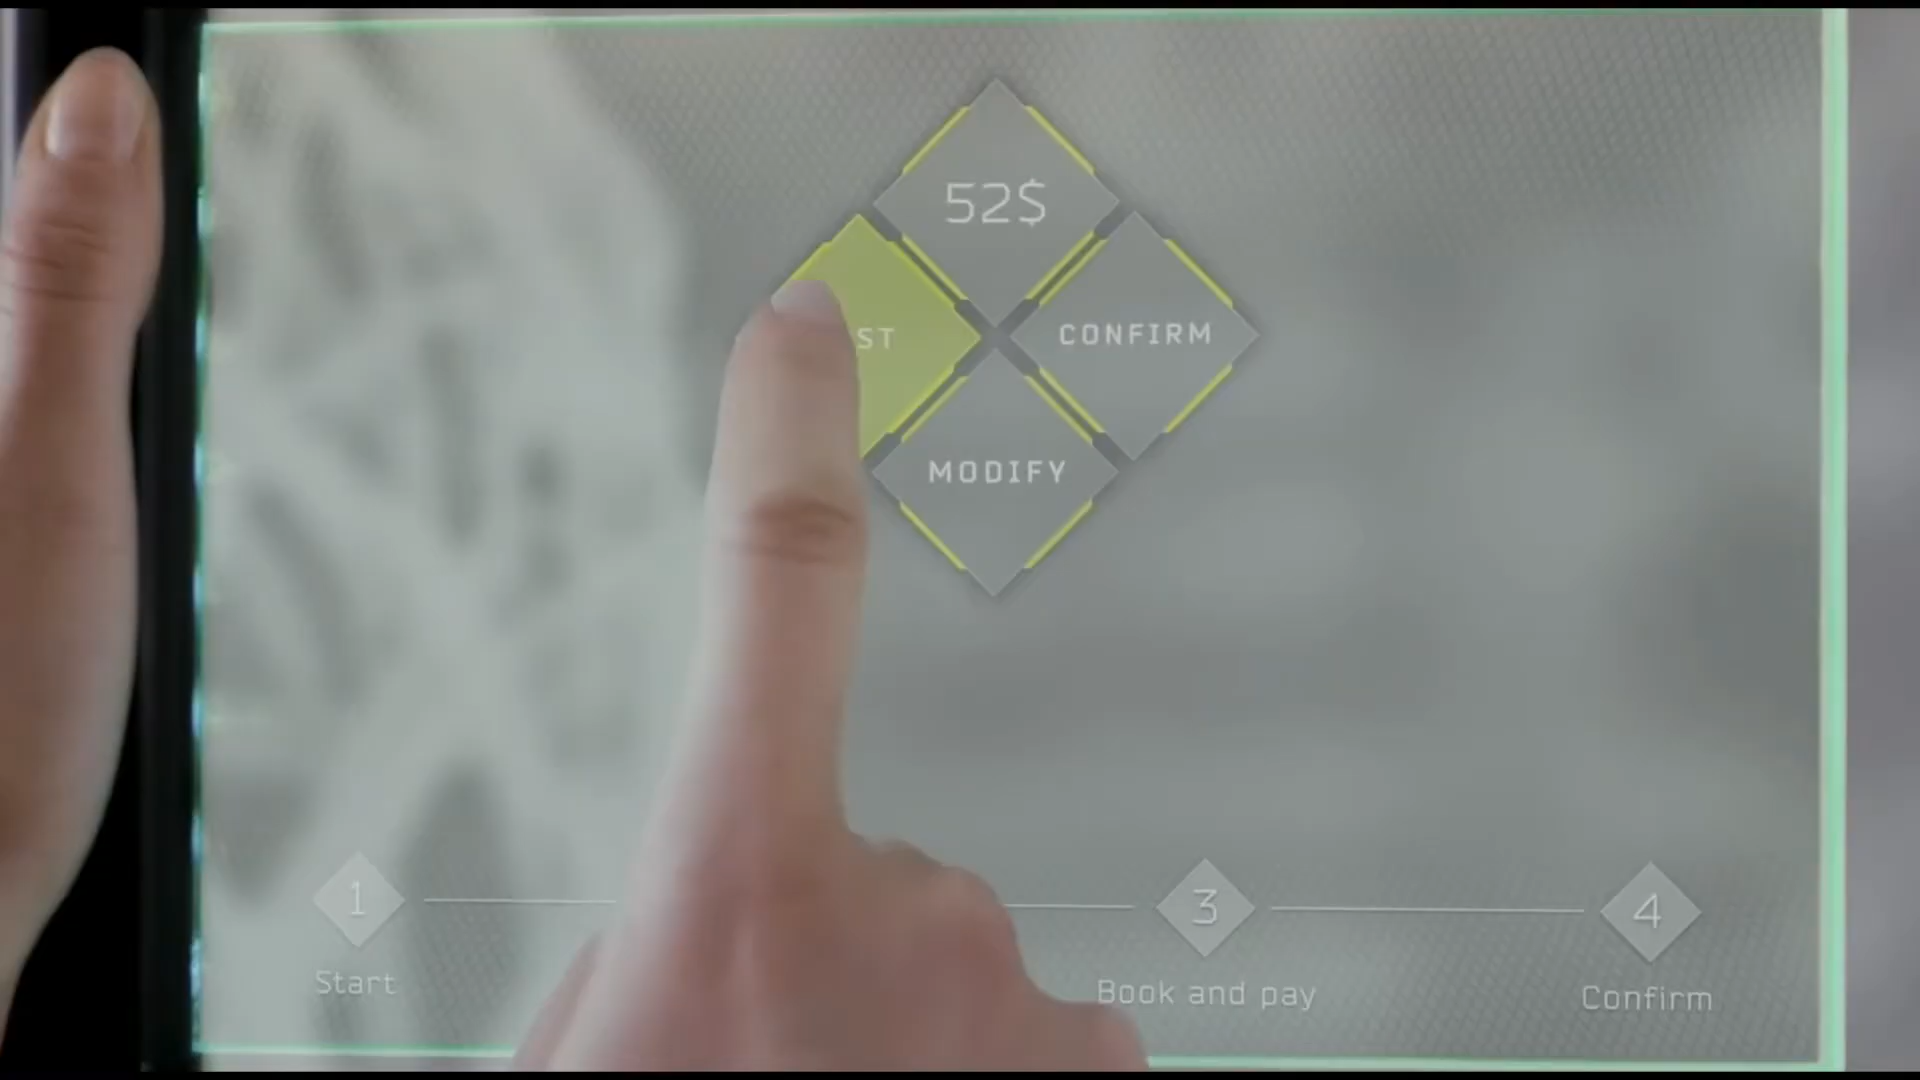 52$
ST
CONFIRM
MODIFY
1
3
4
Start
Book and pay
Confirm